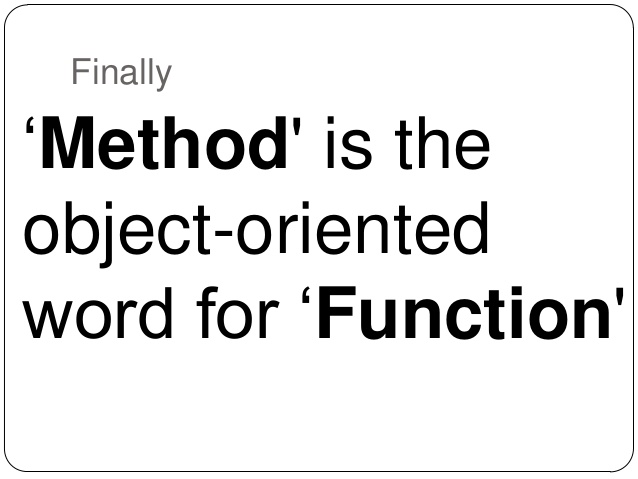 Finally
‘Method' is the
object-oriented
word for ‘Function'